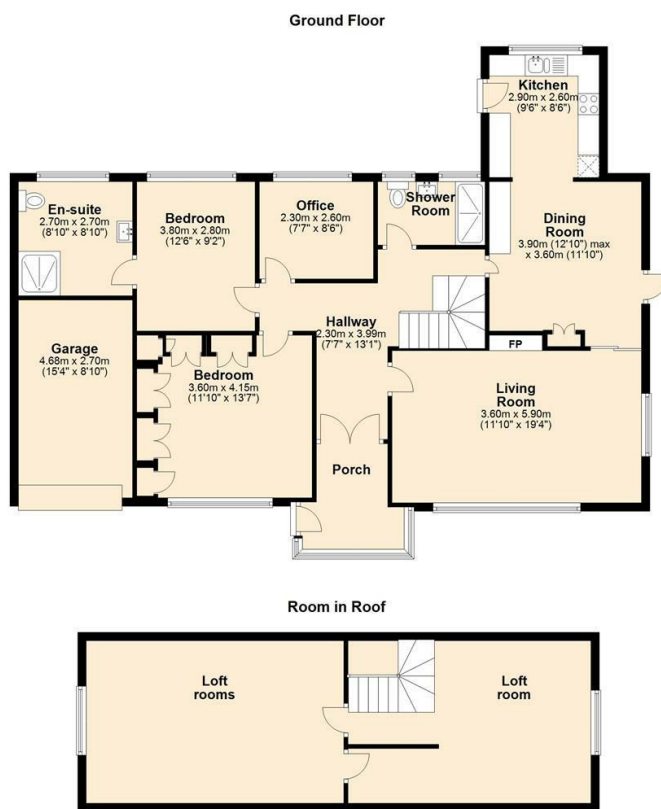 Ground Floor
Kitchen
2.90m x 2.60m
(9'6" x 8'6")
En-suite
2.70m x 2.70m
(8'10" x 8'10")
Bedroom
3.80m x 2.80m
(12'6" x 9'2")
Office
2.30m x 2.60m
(7'7" x 8'6")
Shower
Room
Dining
Room
3.90m (12'10") max
x 3.60m (11'10")
Hallway
2.30m x 3.99m
(7'7" x 13'1")
Garage
4.68m x 2.70m
(15'4" x 8'10")
Bedroom
3.60m x 4.15m
(11'10" x 13'7")
FP
Living
Room
3.60m x 5.90m
(11'10" x 19'4")
Porch
Room in Roof
Loft
rooms
Loft
room